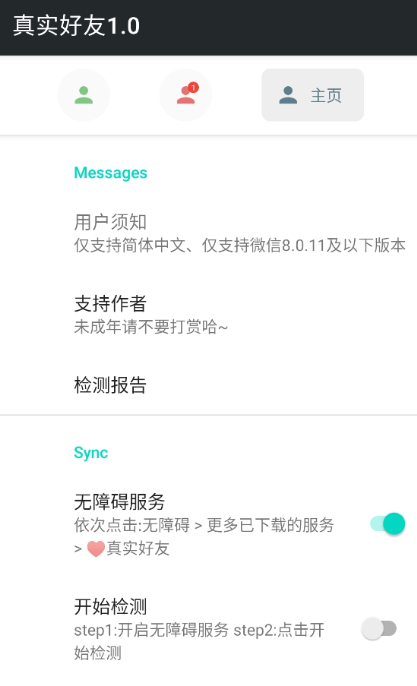 真实好友1.0
1
主页
Messages
用户须知
仅支持简体中文、仅支持微信8.0.11及以下版本
支持作者
未成年请不要打赏哈~
检测报告
Sync
无障碍服务
依次点击:无障碍 > 更多已下载的服务
> ❤️真实好友
开始检测
step1:开启无障碍服务 step2:点击开
始检测